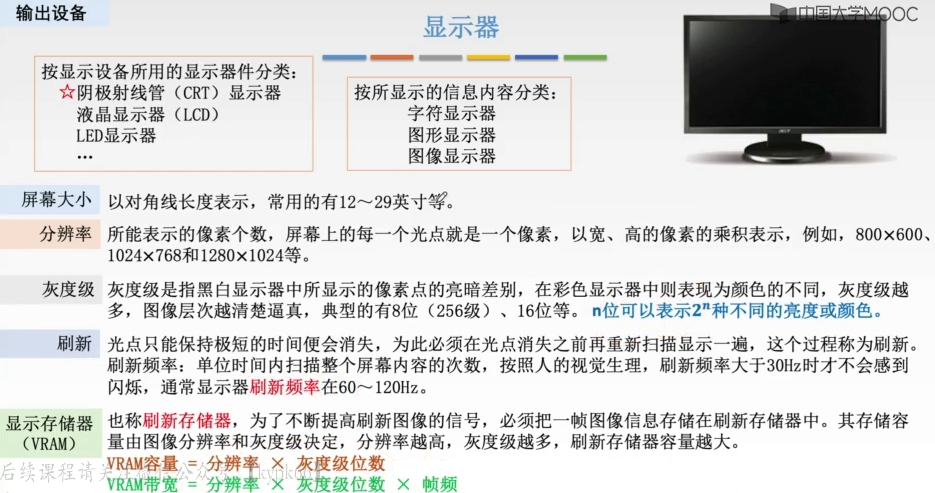 输出设备
中国大学MOOC
显示器
按显示设备所用的显示器件分类：
☆阴极射线管（CRT）显示器
液晶显示器（LCD）
LED显示器
…
按所显示的信息内容分类：
字符显示器
图形显示器
图像显示器
acer
屏幕大小
以对角线长度表示，常用的有12～29英寸等。
分辨率
所能表示的像素个数，屏幕上的每一个光点就是一个像素，以宽、高的像素的乘积表示，例如，800×600、
1024×768和1280×1024等。
灰度级
灰度级是指黑白显示器中所显示的像素点的亮暗差别，在彩色显示器中则表现为颜色的不同，灰度级越
多，图像层次越清楚逼真，典型的有8位（256级）、16位等。 n位可以表示2ⁿ种不同的亮度或颜色。
刷新
光点只能保持极短的时间便会消失，为此必须在光点消失之前再重新扫描显示一遍，这个过程称为刷新。
刷新频率：单位时间内扫描整个屏幕内容的次数，按照人的视觉生理，刷新频率大于30Hz时才不会感到
闪烁，通常显示器刷新频率在60～120Hz。
显示存储器
（VRAM）
也称刷新存储器，为了不断提高刷新图像的信号，必须把一帧图像信息存储在刷新存储器中。其存储容
量由图像分辨率和灰度级决定，分辨率越高，灰度级越多，刷新存储器容量越大。
VRAM容量 = 分辨率 × 灰度级位数
VRAM带宽 = 分辨率 × 灰度级位数 × 帧频
后续课程请关注微信公众号